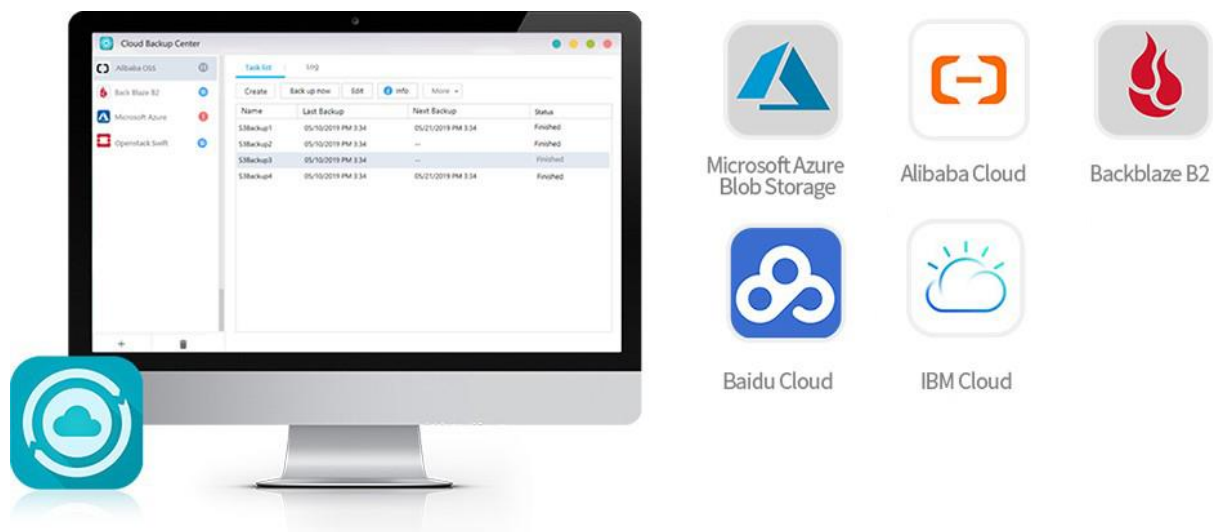 Cloud Backup Center
Alibaba OSS
Back Blaze B2
Microsoft Azure
Openstack Swift
Task list Log
Create Back up now Edit info More
Name Last Backup Next Backup Status
S3Backup1 05/10/2019 PM 3:34 05/21/2019 PM 3:34 Finished
S3Backup2 05/10/2019 PM 3:34 -- Finished
S3Backup3 05/10/2019 PM 3:34 -- Finished
S3Backup4 05/10/2019 PM 3:34 05/21/2019 PM 3:34 Finished
Microsoft Azure
Blob Storage
Alibaba Cloud
Backblaze B2
Baidu Cloud
IBM Cloud